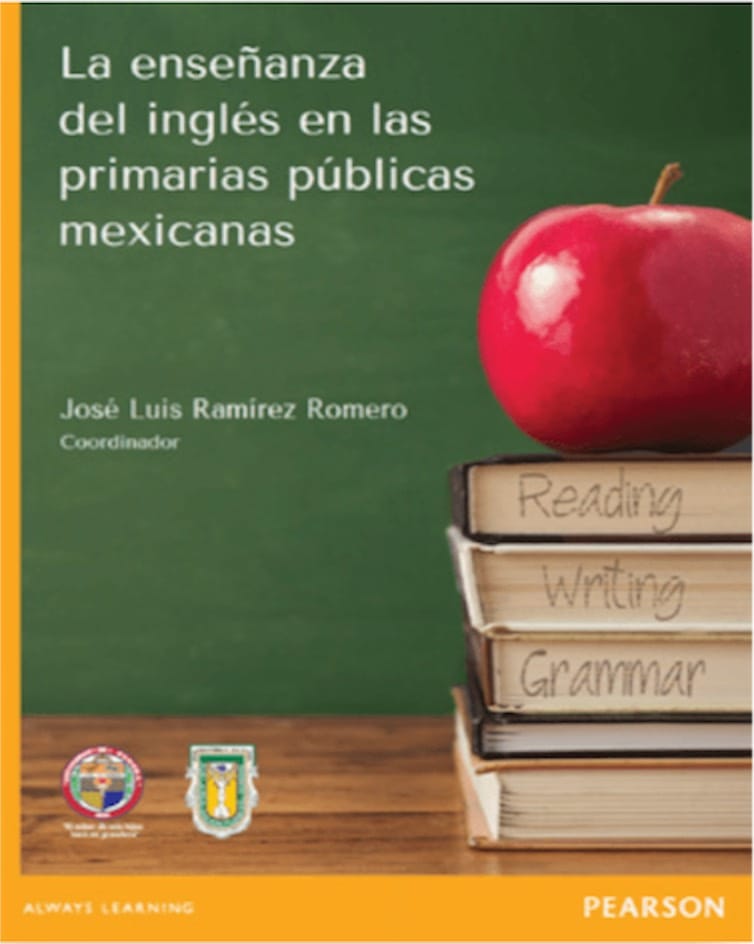 La enseñanza
del inglés en las
primarias públicas
mexicanas
José Luis Ramírez Romero
Coordinador
Reading
Writing
Grammar
ALWAYS LEARNING
PEARSON